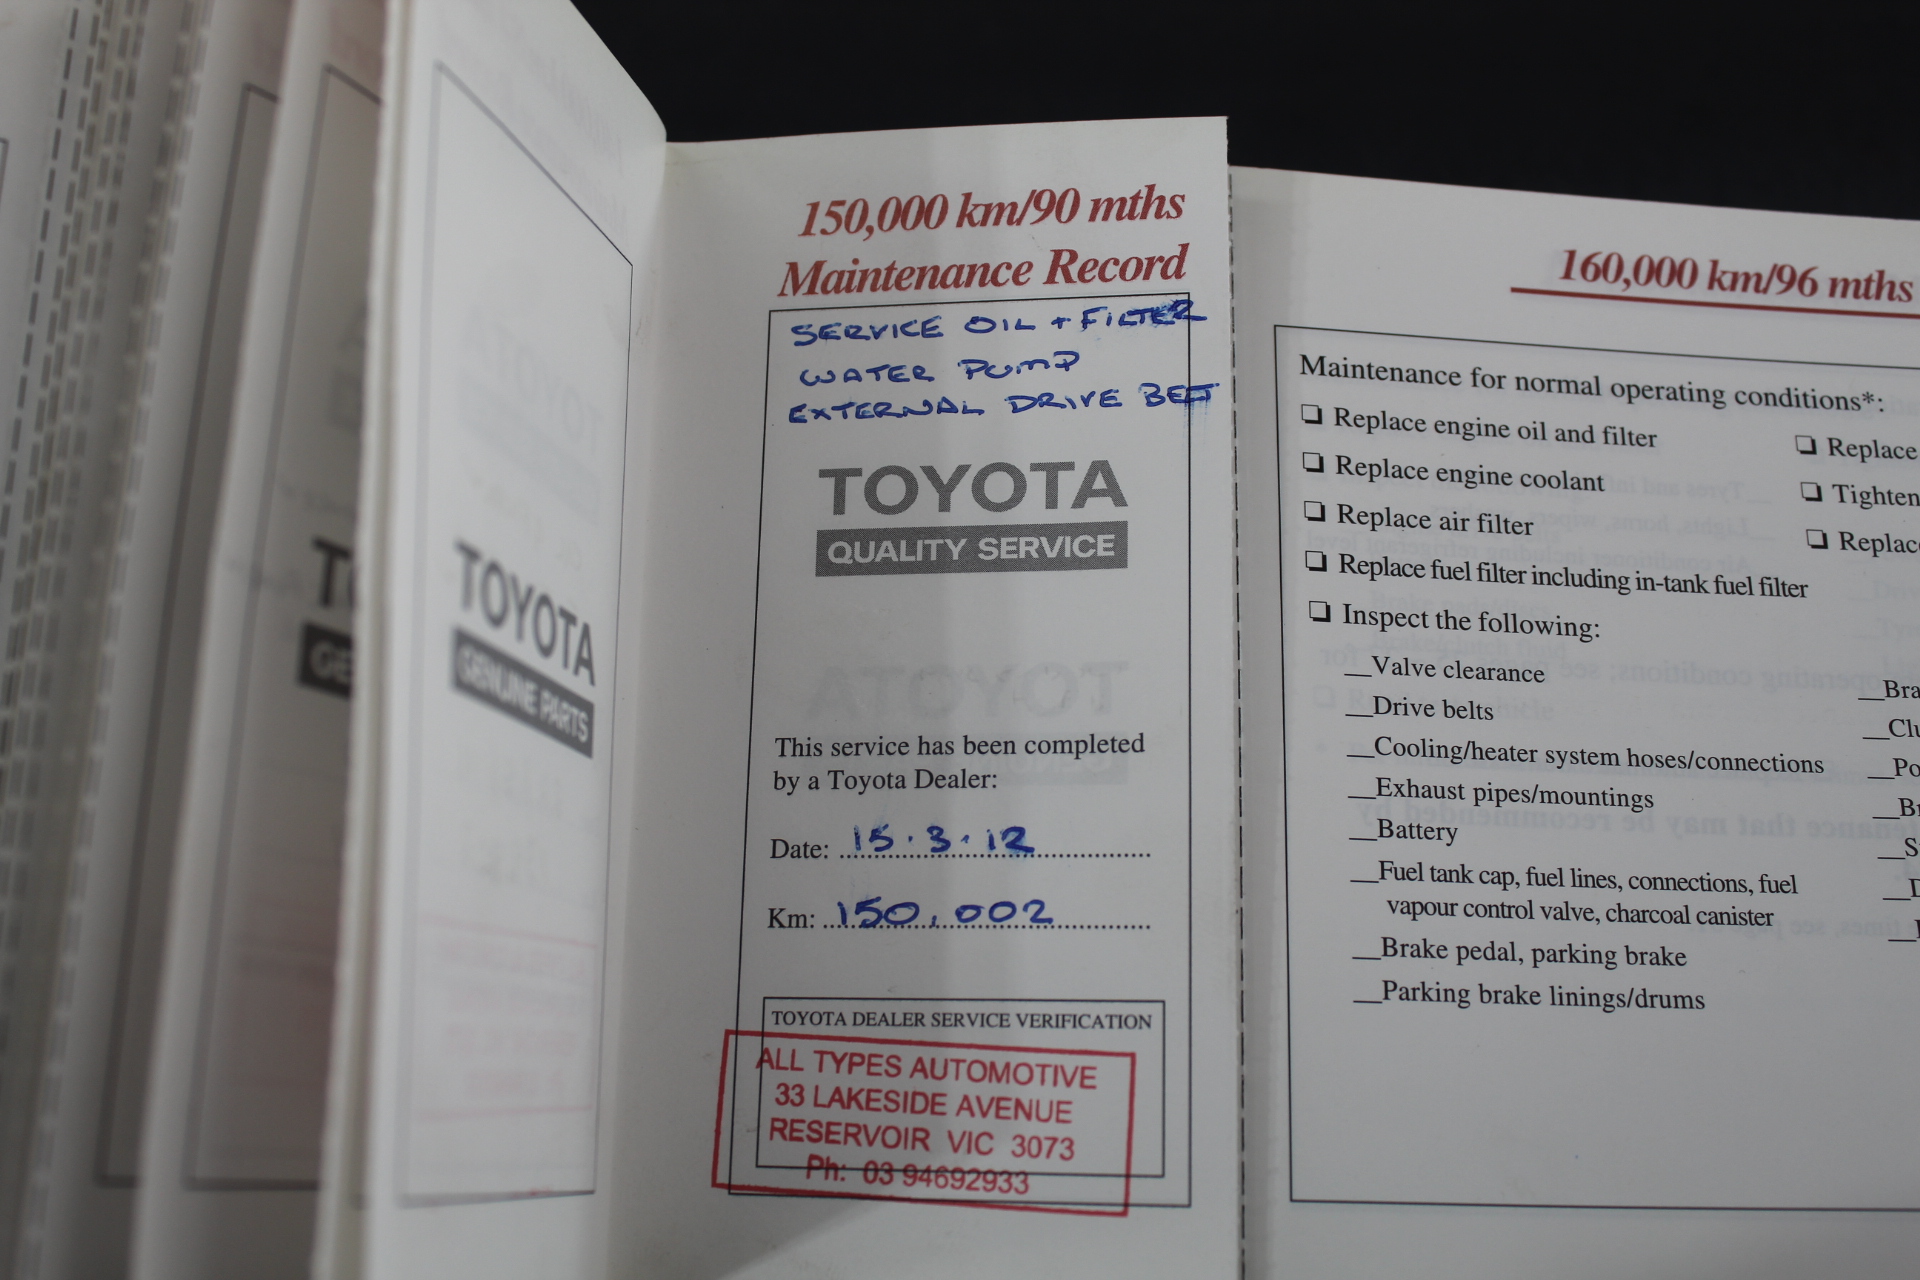 TOYOTA
GENUINE PARTS
150,000 km/90 mths
Maintenance Record
SERVICE OIL + FILTER
WATER PUMP
EXTERNAL DRIVE BELT
TOYOTA
QUALITY SERVICE
This service has been completed
by a Toyota Dealer:
Date: 15.3.12
Km: 150,002
TOYOTA DEALER SERVICE VERIFICATION
ALL TYPES AUTOMOTIVE
33 LAKESIDE AVENUE
RESERVOIR VIC 3073
Ph: 03 94692933
160,000 km/96 mths
Maintenance for normal operating conditions*:
❏ Replace engine oil and filter
❏ Replace engine coolant
❏ Replace air filter
❏ Replace fuel filter including in-tank fuel filter
❏ Inspect the following:
__Valve clearance
__Drive belts
__Cooling/heater system hoses/connections
__Exhaust pipes/mountings
__Battery
__Fuel tank cap, fuel lines, connections, fuel
vapour control valve, charcoal canister
__Brake pedal, parking brake
__Parking brake linings/drums
❏ Replace
❏ Tighten
❏ Replac
__Bra
__Clu
__Po